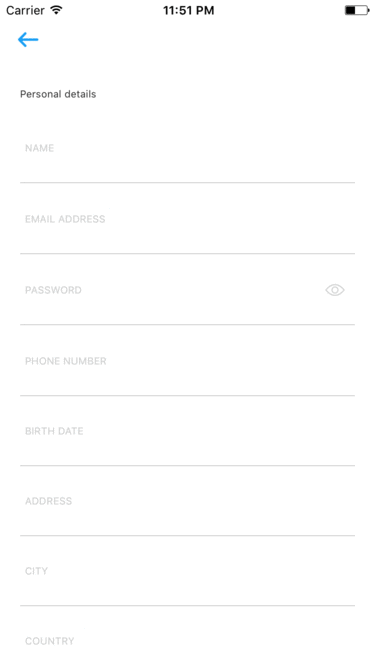 Carrier 11:51 PM
Personal details
NAME
EMAIL ADDRESS
PASSWORD
PHONE NUMBER
BIRTH DATE
ADDRESS
CITY
COUNTRY